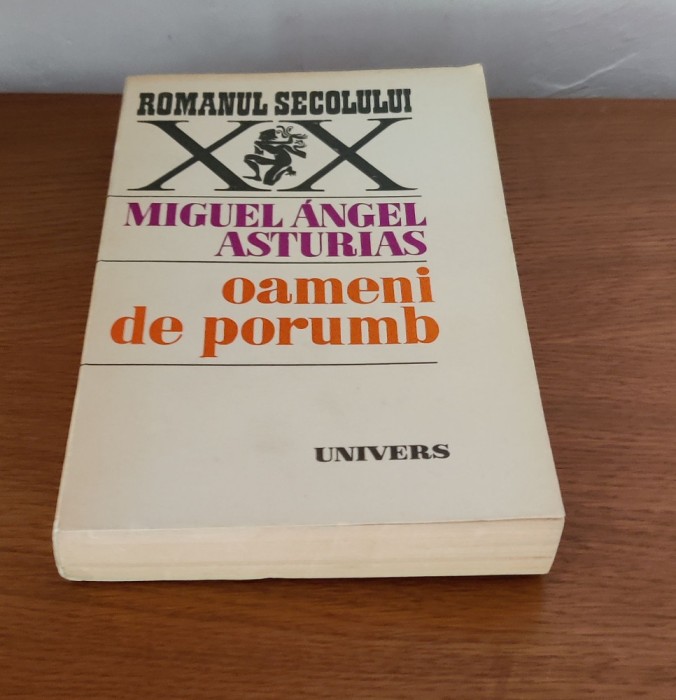 ROMANUL SECOLULUI
XX
MIGUEL ÁNGEL
ASTURIAS
oameni
de porumb
UNIVERS